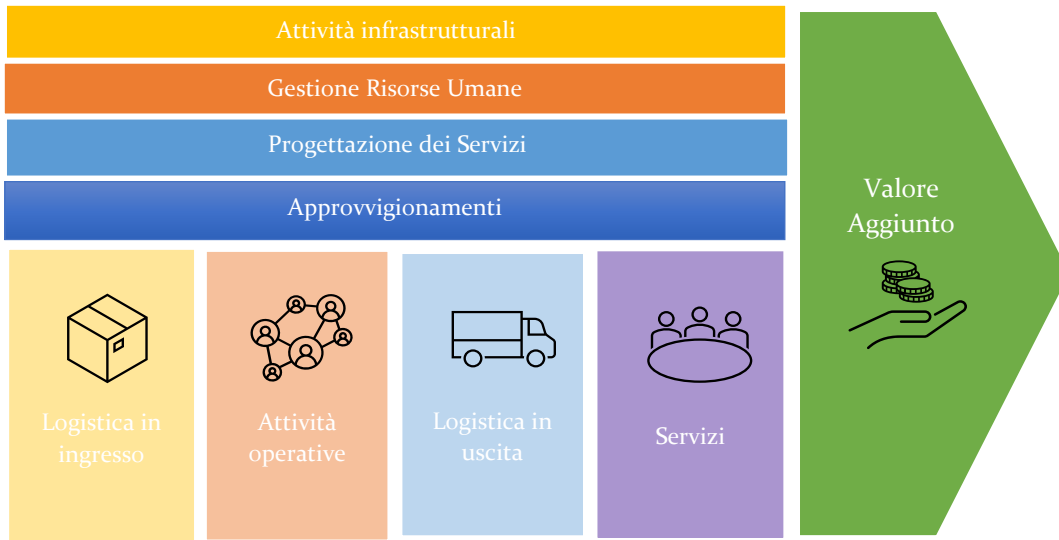 Attività infrastrutturali
Gestione Risorse Umane
Progettazione dei Servizi
Approvvigionamenti
Valore
Aggiunto
Logistica in
ingresso
Attività
operative
Logistica in
uscita
Servizi